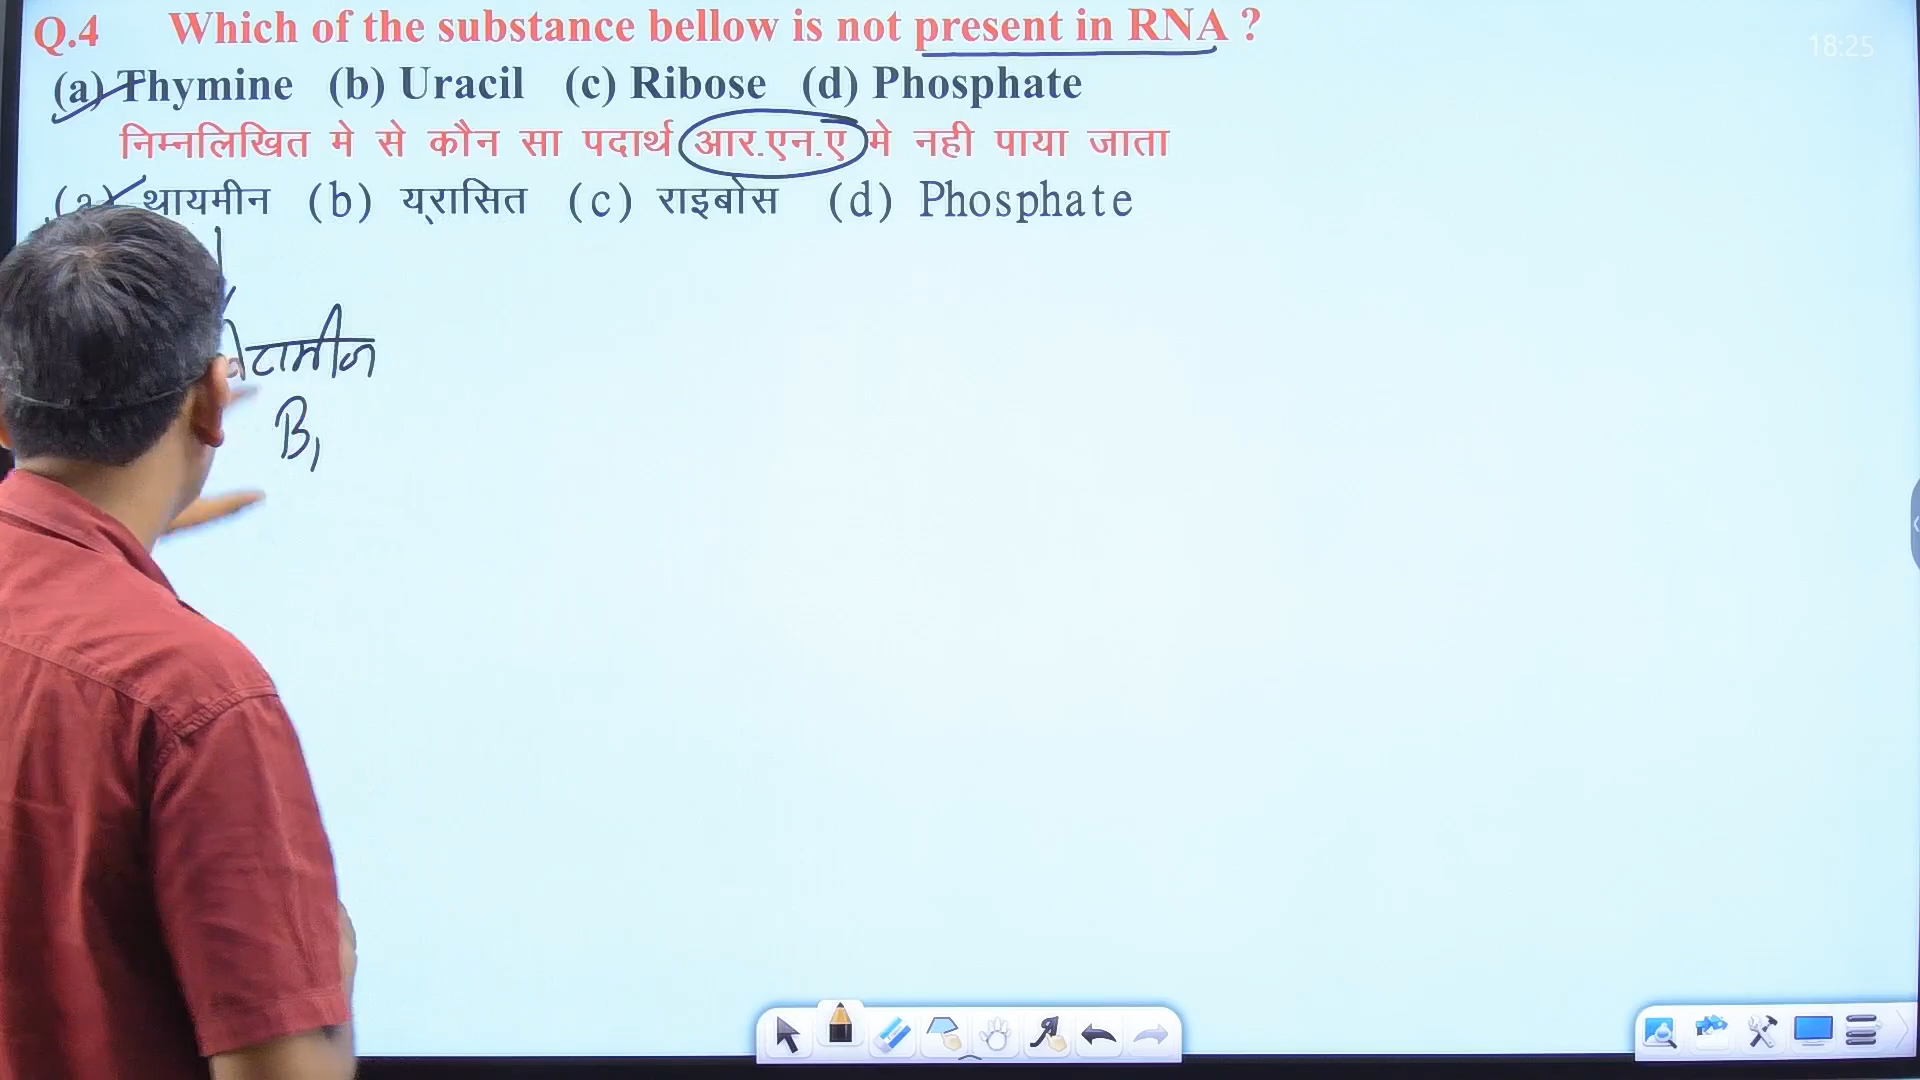 Q.4 Which of the substance bellow is not present in RNA ?
18:25
(a) Thymine (b) Uracil (c) Ribose (d) Phosphate
निम्नलिखित मे से कौन सा पदार्थ आर.एन.ए मे नही पाया जाता
(a) थायमीन (b) य्रासित (c) राइबोस (d) Phosphate
B1